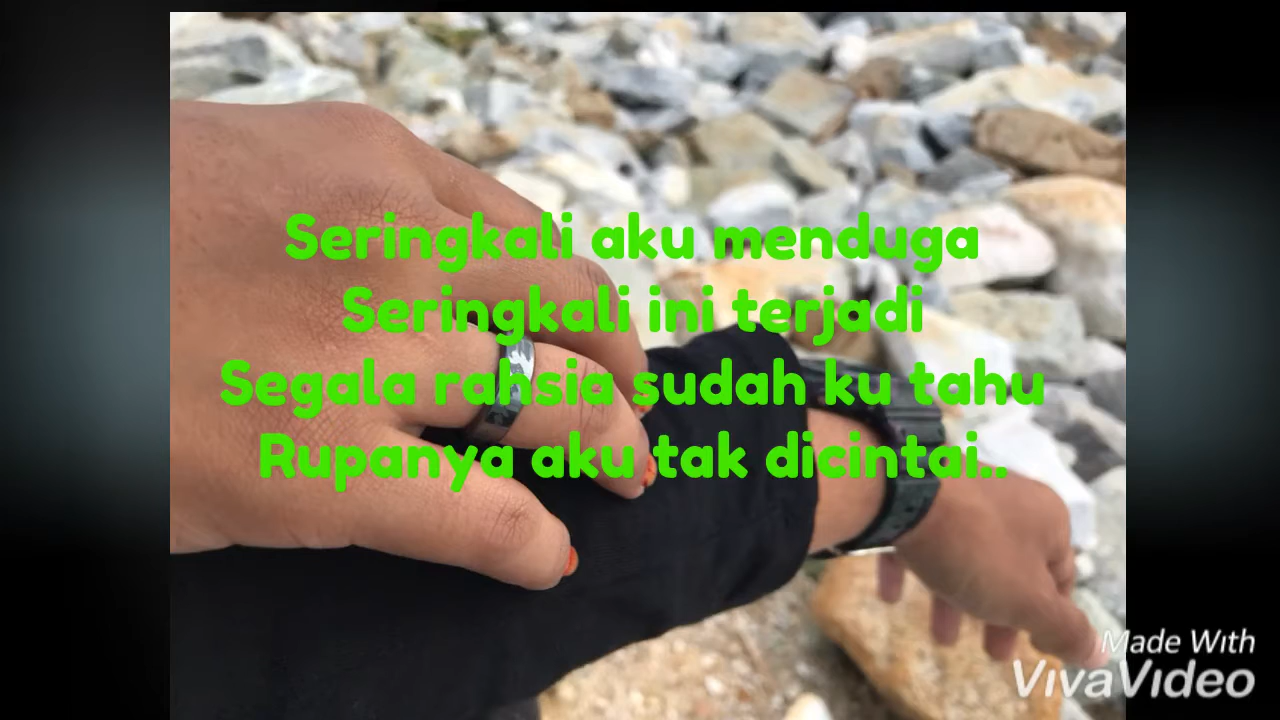 Seringkali aku menduga
Seringkali ini terjadi
Segala rahsia sudah ku tahu
Rupanya aku tak dicintai..
Made With
VivaVideo